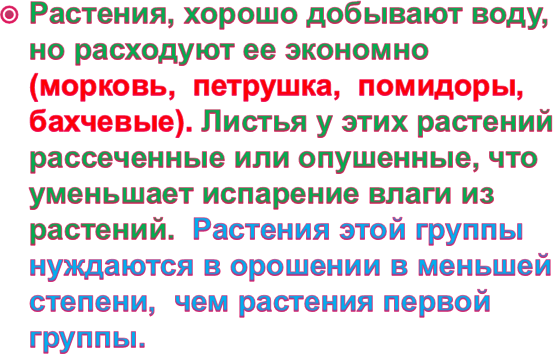 Растения, хорошо добывают воду,
но расходуют ее экономно
(морковь, петрушка, помидоры,
бахчевые). Листья у этих растений
рассеченные или опушенные, что
уменьшает испарение влаги из
растений. Растения этой группы
нуждаются в орошении в меньшей
степени, чем растения первой
группы.